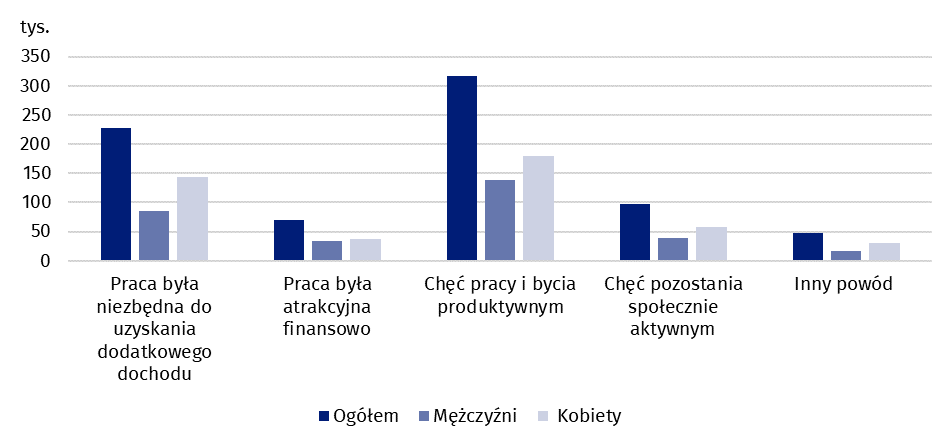 tys.
350
300
250
200
150
100
50
0
Praca była
niezbędna do
uzyskania
dodatkowego
dochodu
Praca była
atrakcyjna
finansowo
Chęć pracy i bycia
produktywnym
Chęć pozostania
społecznie
aktywnym
Inny powód
Ogółem Mężczyźni Kobiety